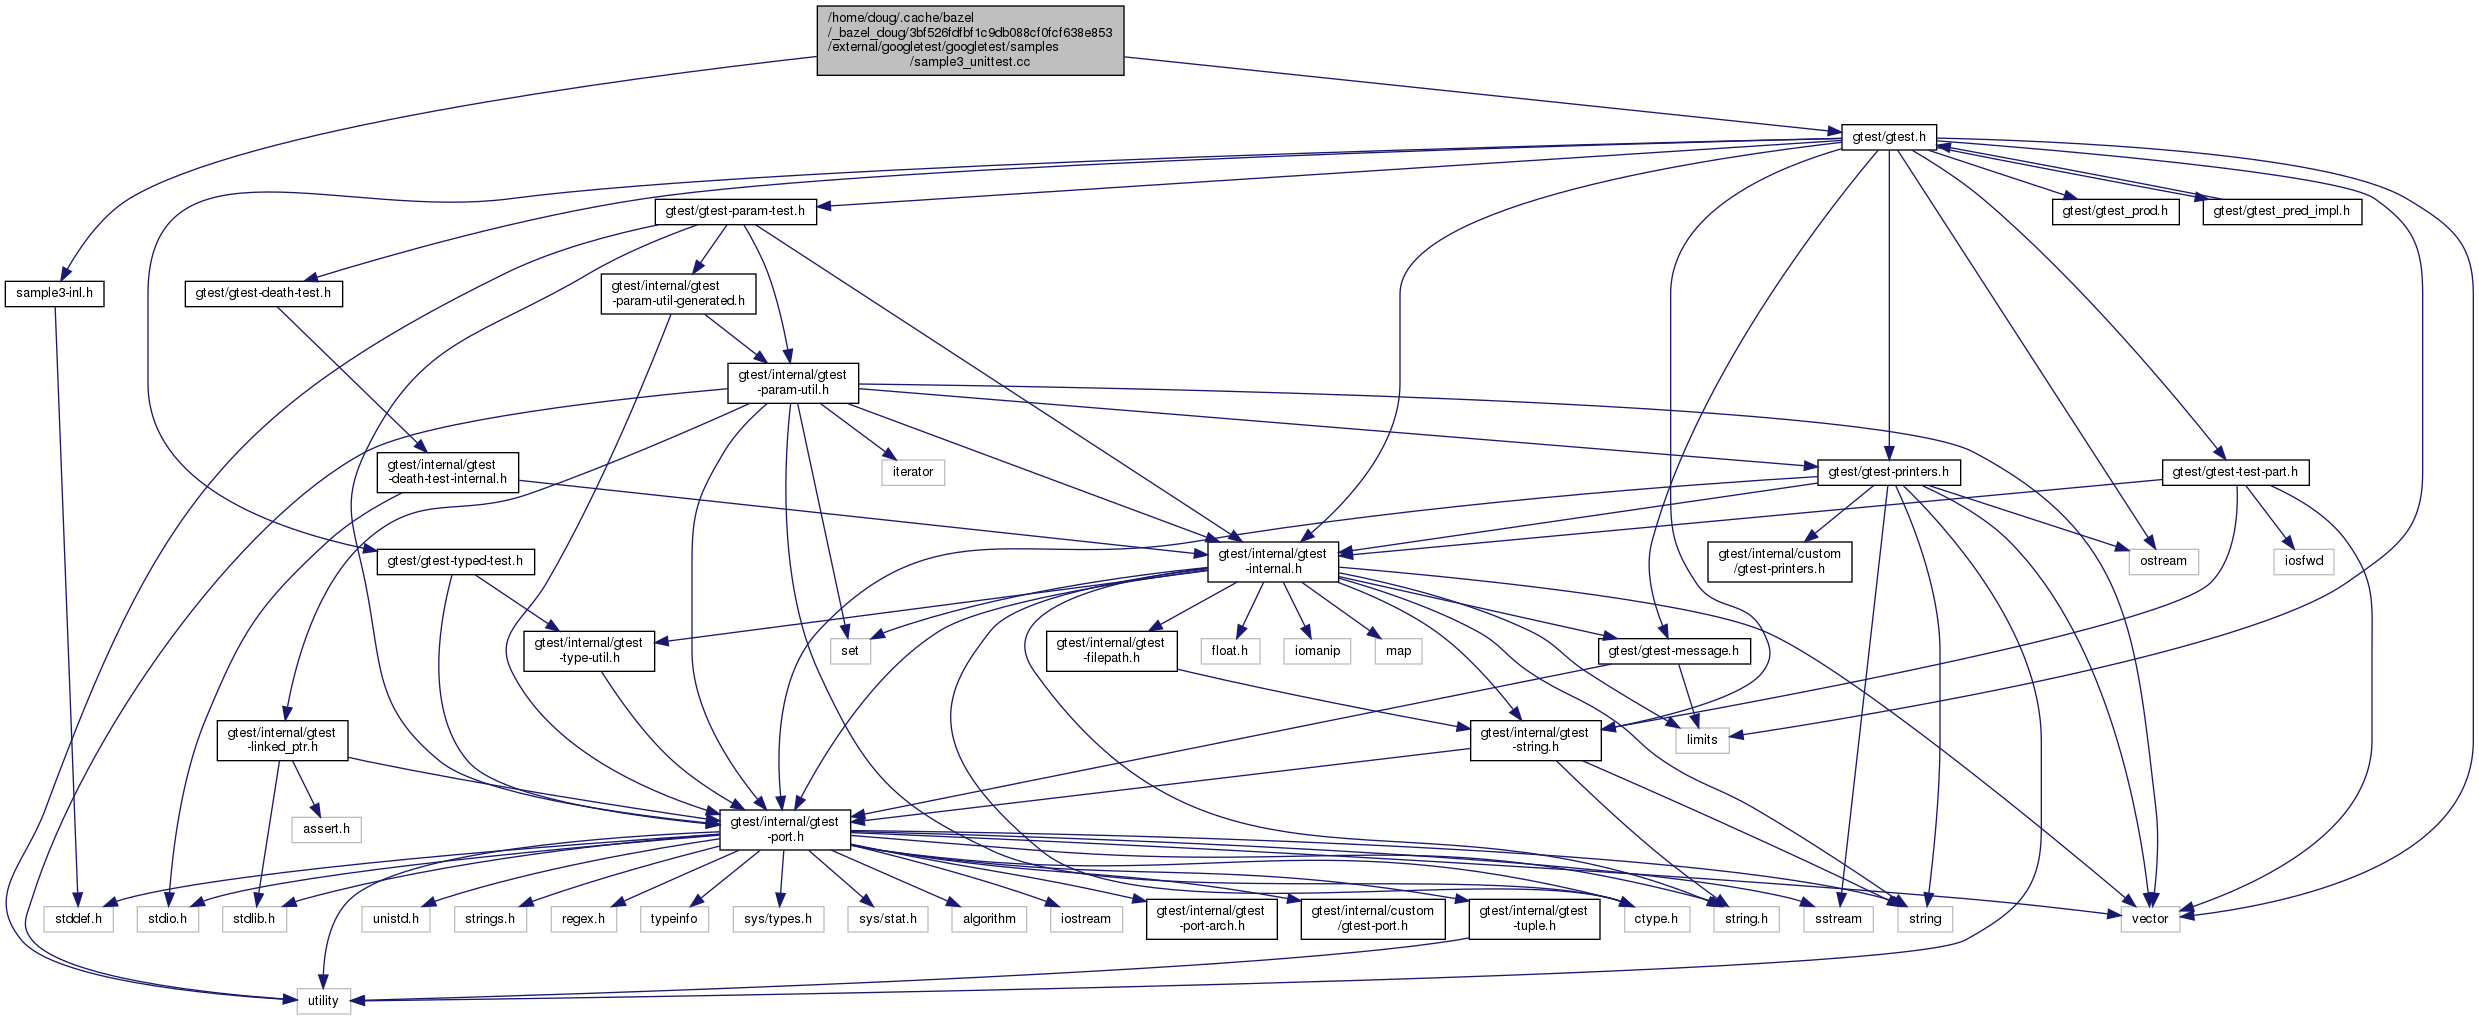 /home/doug/.cache/bazel
/_bazel_doug/3bf526fdfbf1c9db088cf0fcf638e853
/external/googletest/googletest/samples
/sample3_unittest.cc
gtest/gtest.h
gtest/gtest-param-test.h
gtest/gtest_prod.h
gtest/gtest_pred_impl.h
sample3-inl.h
gtest/gtest-death-test.h
gtest/internal/gtest
-param-util-generated.h
gtest/internal/gtest
-param-util.h
gtest/internal/gtest
-death-test-internal.h
iterator
gtest/gtest-printers.h
gtest/gtest-test-part.h
gtest/gtest-typed-test.h
gtest/internal/gtest
-internal.h
gtest/internal/custom
/gtest-printers.h
ostream
iosfwd
gtest/internal/gtest
-type-util.h
set
gtest/internal/gtest
-filepath.h
float.h
iomanip
map
gtest/gtest-message.h
gtest/internal/gtest
-linked_ptr.h
gtest/internal/gtest
-string.h
limits
assert.h
gtest/internal/gtest
-port.h
stddef.h
stdio.h
stdlib.h
unistd.h
strings.h
regex.h
typeinfo
sys/types.h
sys/stat.h
algorithm
iostream
gtest/internal/gtest
-port-arch.h
gtest/internal/custom
/gtest-port.h
gtest/internal/gtest
-tuple.h
ctype.h
string.h
sstream
string
vector
utility